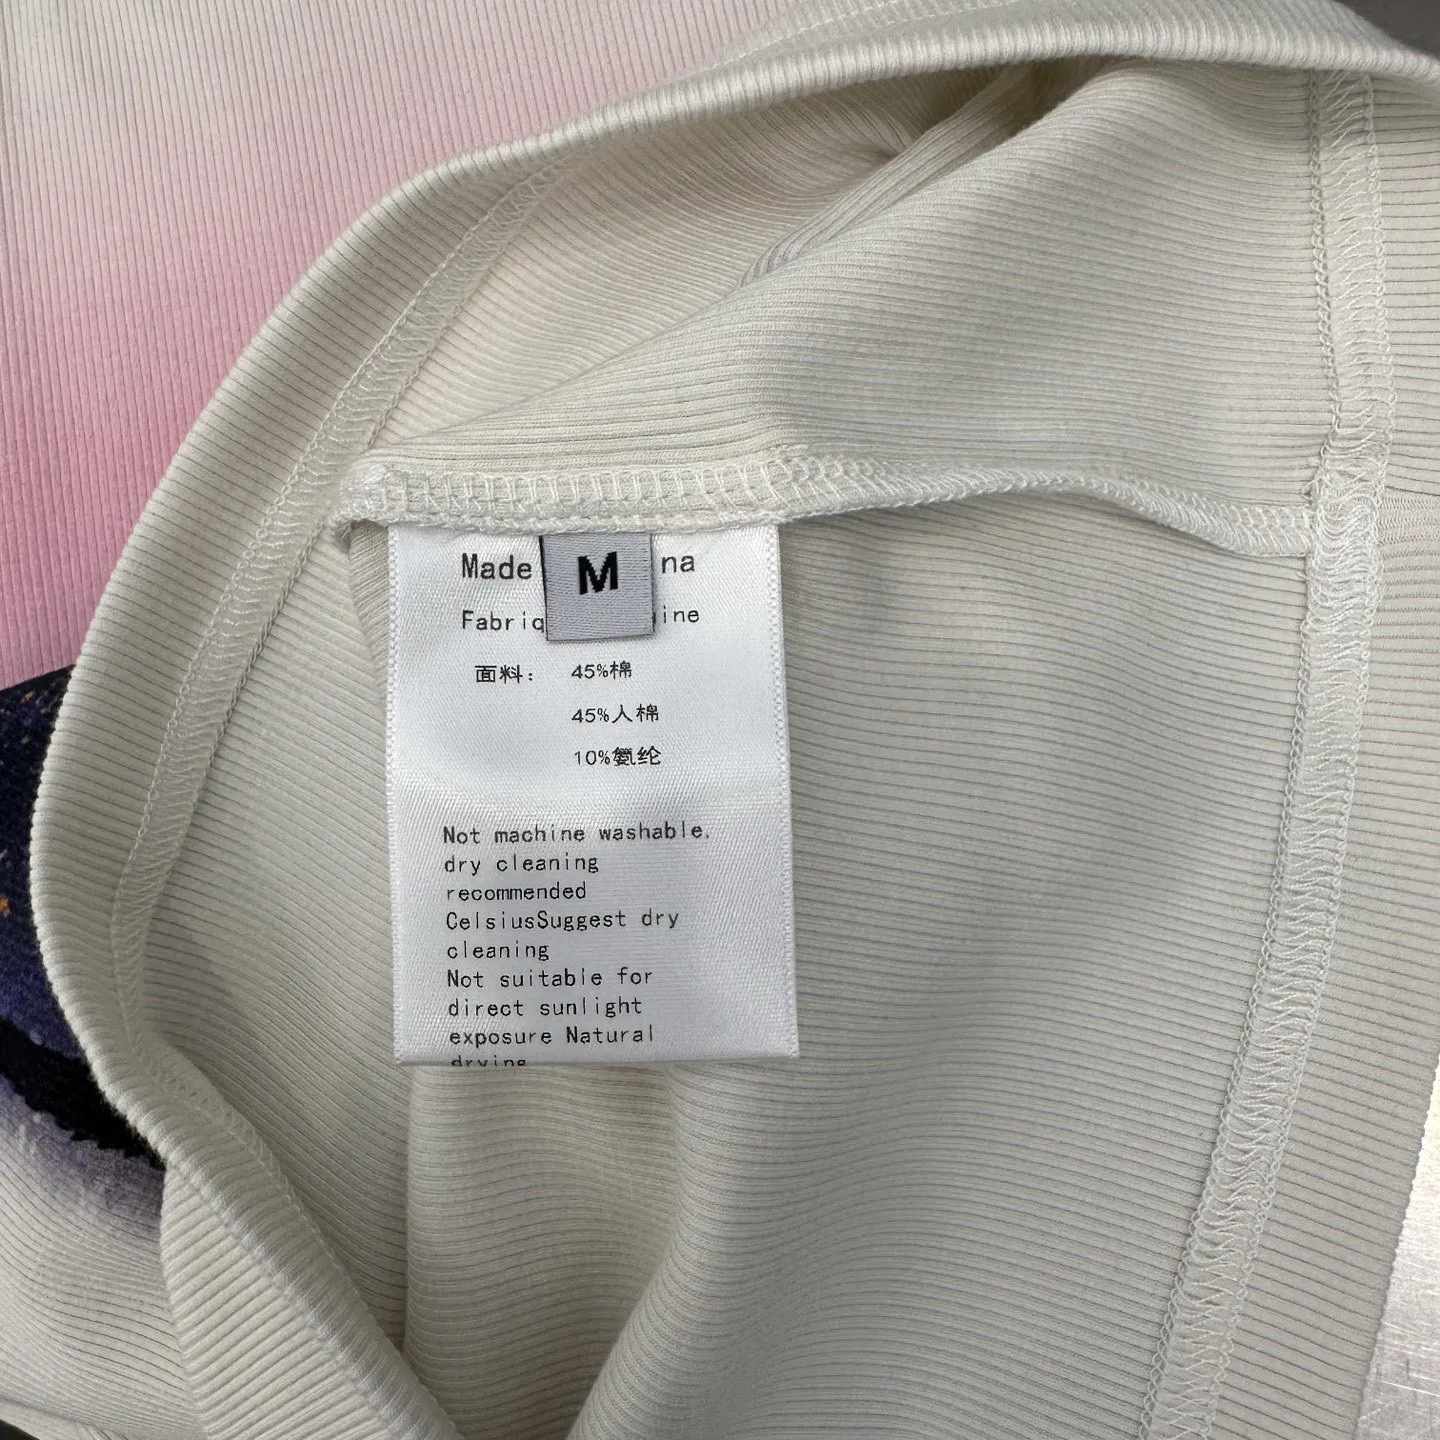 Made na
M
Fabriq ine
面料： 45%棉
45%人棉
10%氨纶
Not machine washable.
dry cleaning
recommended
CelsiusSuggest dry
cleaning
Not suitable for
direct sunlight
exposure Natural
drying